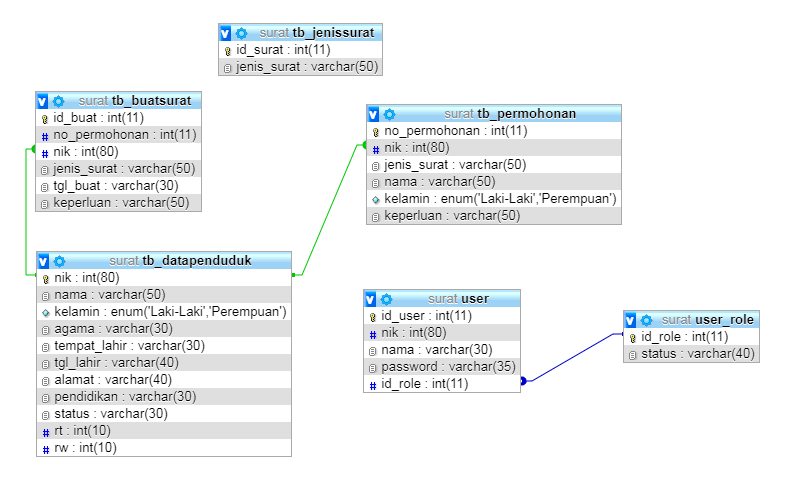 surat tb_jenissurat
id_surat : int(11)
jenis_surat : varchar(50)
surat tb_buatsurat
id_buat : int(11)
no_permohonan : int(11)
nik : int(80)
jenis_surat : varchar(50)
tgl_buat : varchar(30)
keperluan : varchar(50)
surat tb_permohonan
no_permohonan : int(11)
nik : int(80)
jenis_surat : varchar(50)
nama : varchar(50)
kelamin : enum('Laki-Laki','Perempuan')
keperluan : varchar(50)
surat tb_datapenduduk
nik : int(80)
nama : varchar(50)
kelamin : enum('Laki-Laki','Perempuan')
agama : varchar(30)
tempat_lahir : varchar(30)
tgl_lahir : varchar(40)
alamat : varchar(40)
pendidikan : varchar(30)
status : varchar(30)
rt : int(10)
rw : int(10)
surat user
id_user : int(11)
nik : int(80)
nama : varchar(30)
password : varchar(35)
id_role : int(11)
surat user_role
id_role : int(11)
status : varchar(40)